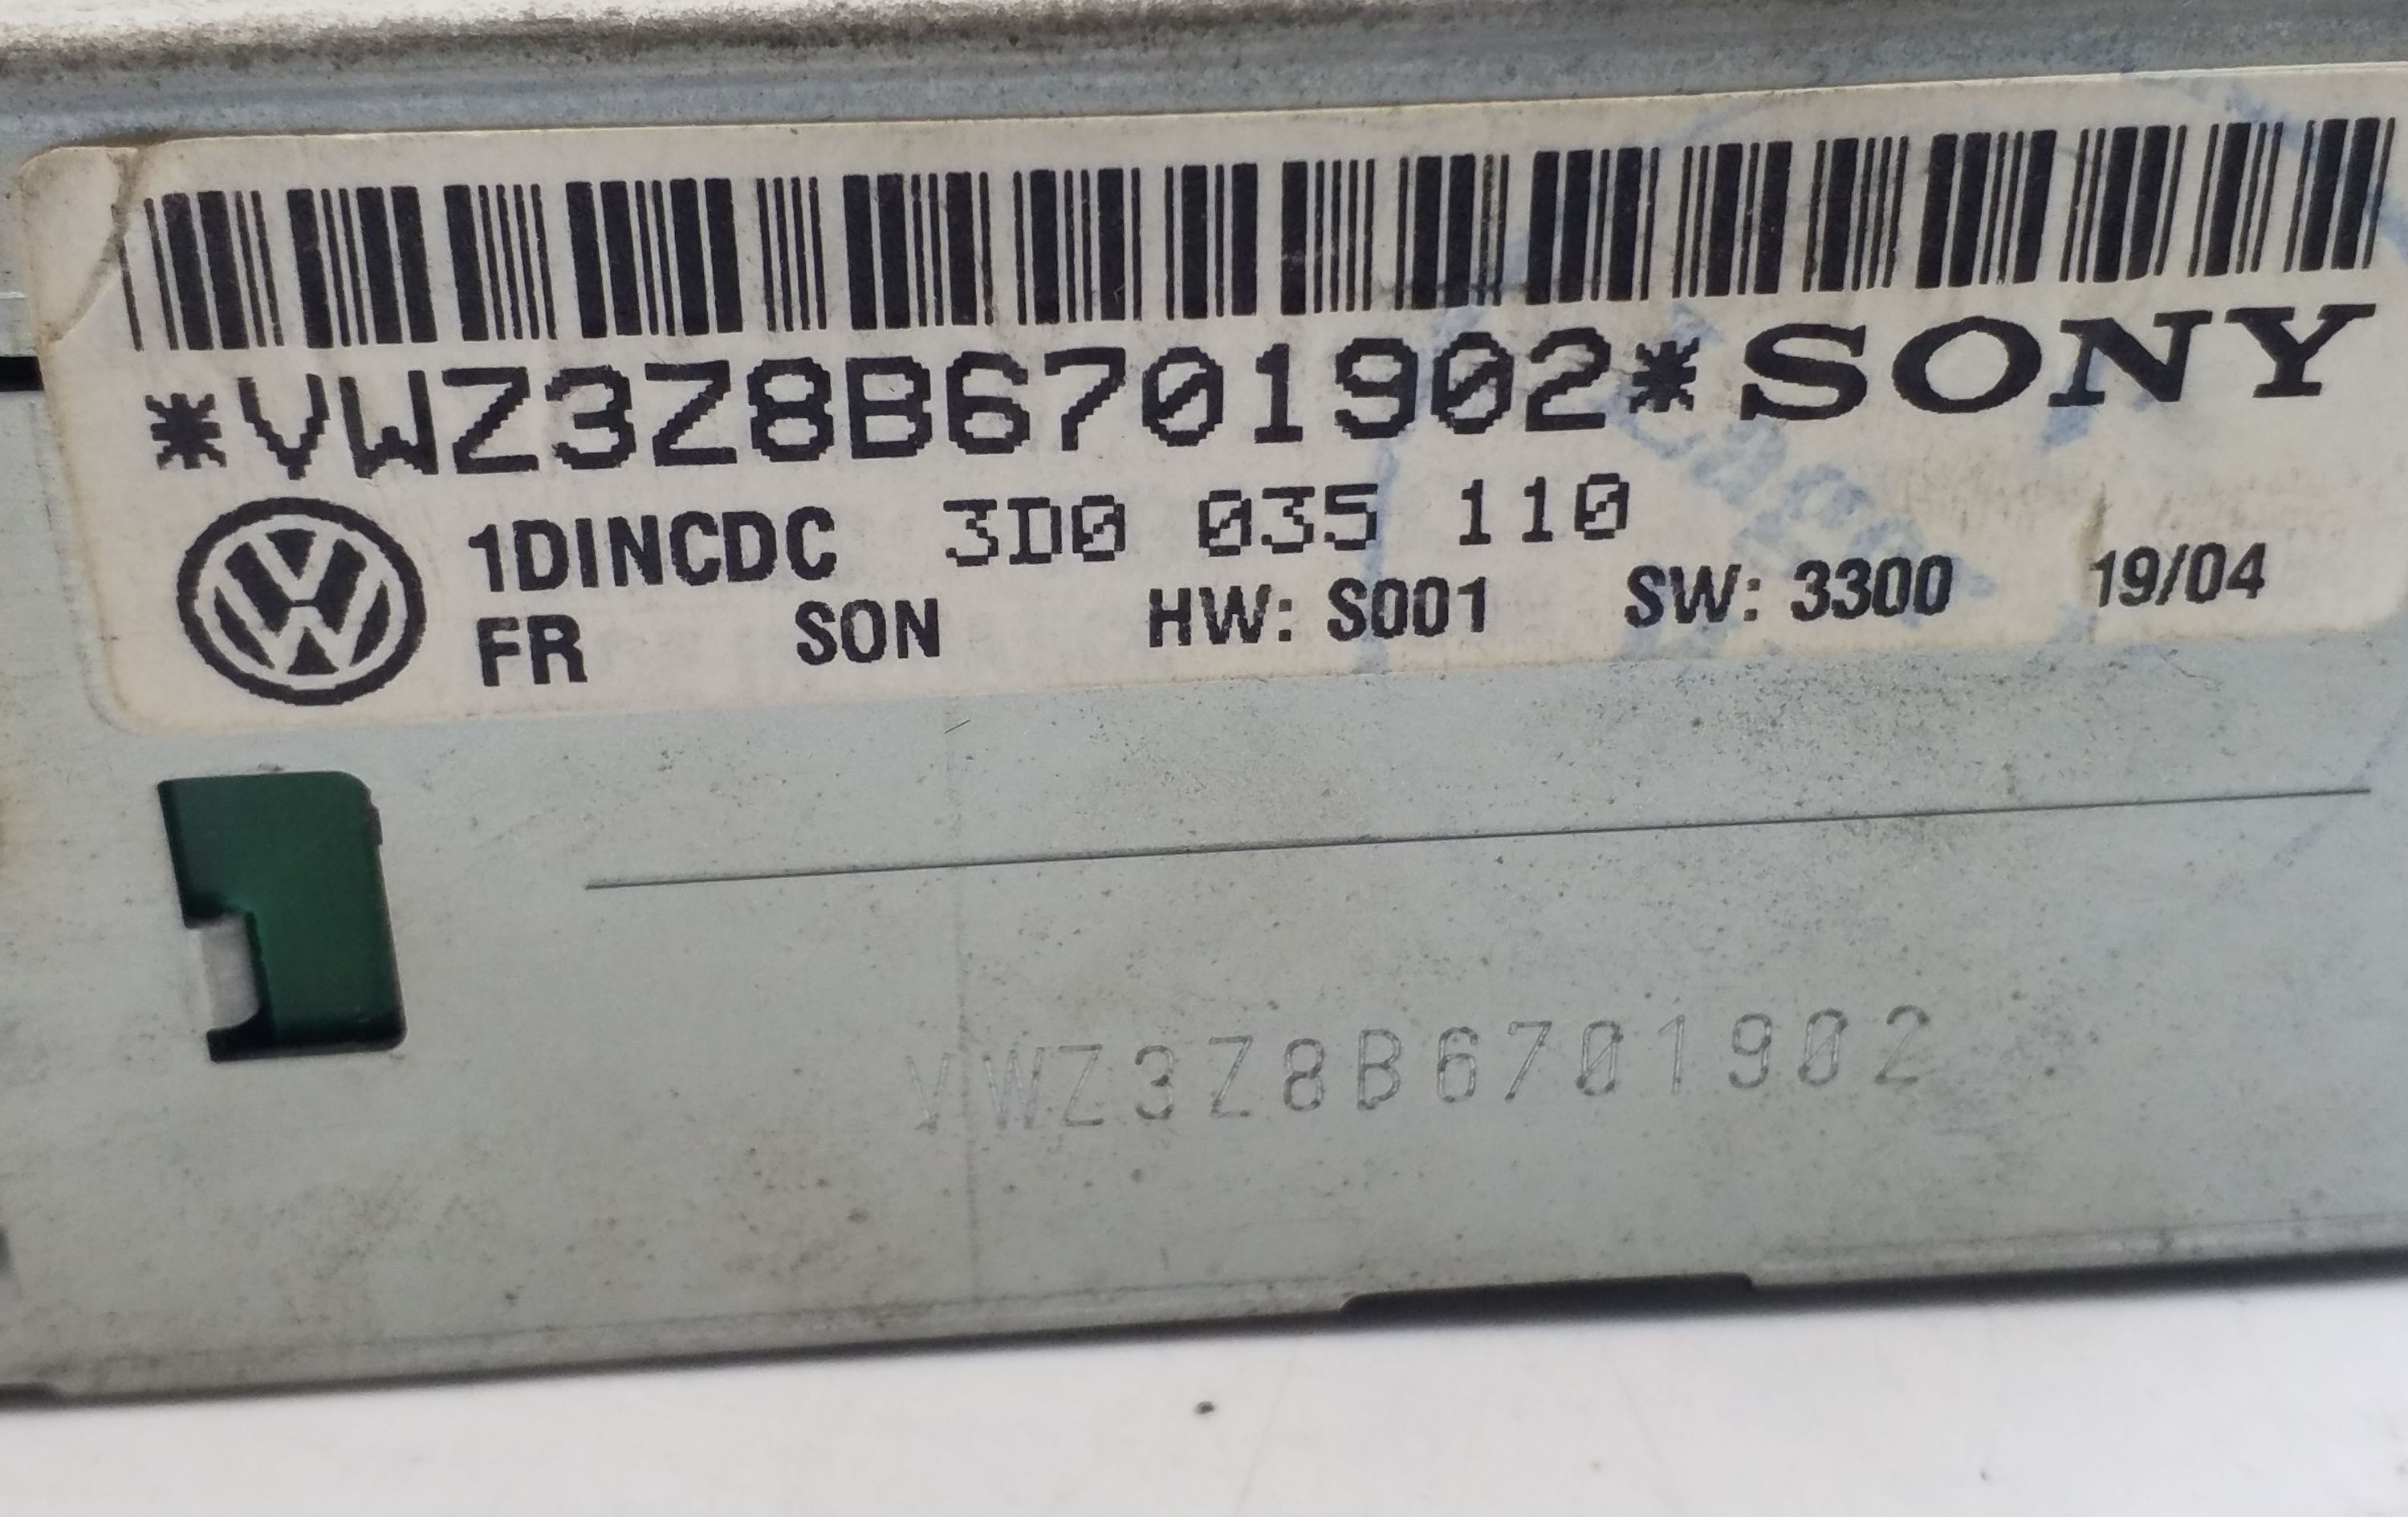 *VWZ3Z8B6701902* SONY
1DINCDC 3D0 035 110
FR SON HW: S001 SW: 3300 19/04
VWZ3Z8B6701902